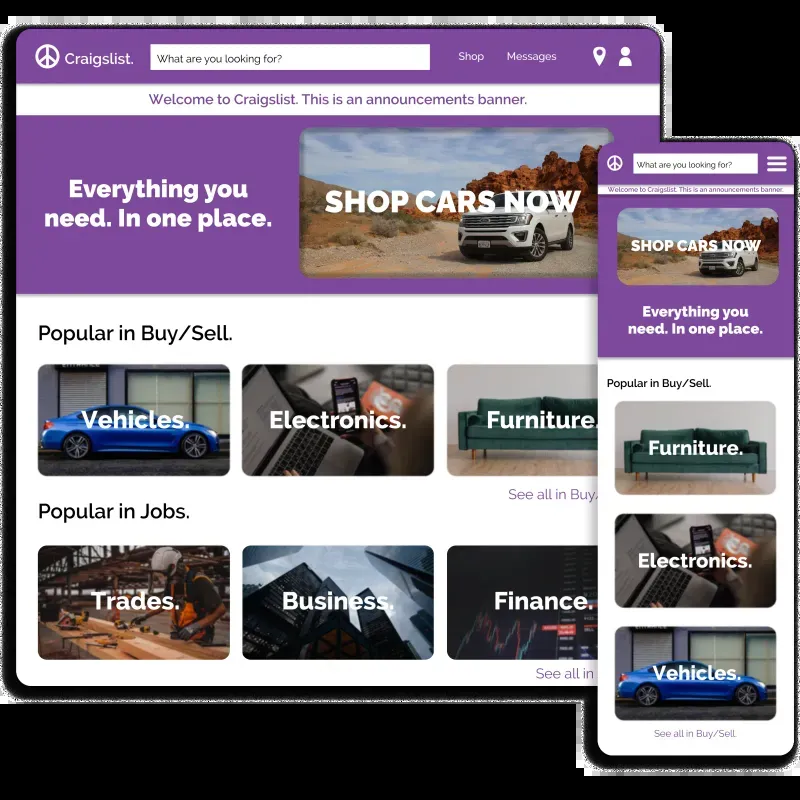 Craigslist.
What are you looking for?
Shop
Messages
Welcome to Craigslist. This is an announcements banner.
Everything you
need. In one place.
SHOP CARS NOW
Popular in Buy/Sell.
Vehicles.
Electronics.
Furniture.
See all in Buy/
Popular in Jobs.
Trades.
Business.
Finance.
See all in
What are you looking for?
Welcome to Craigslist. This is an announcements banner.
SHOP CARS NOW
Everything you
need. In one place.
Popular in Buy/Sell.
Furniture.
Electronics.
Vehicles.
See all in Buy/Sell.